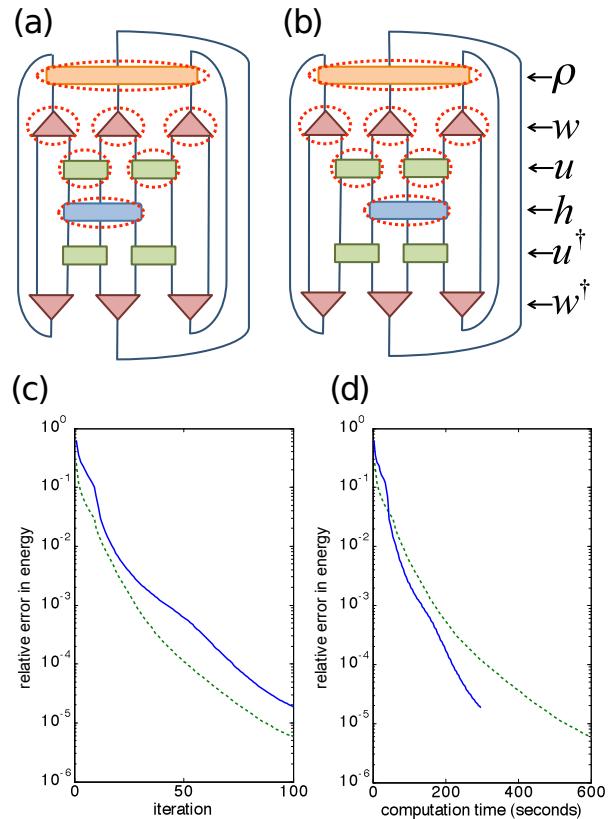 (a)
(b)
←ρ
←w
←u
←h
←u†
←w†
(c)
(d)
10^0
10^-1
10^-2
10^-3
10^-4
10^-5
10^-6
relative error in energy
0 50 100
iteration
10^0
10^-1
10^-2
10^-3
10^-4
10^-5
10^-6
relative error in energy
0 200 400 600
computation time (seconds)